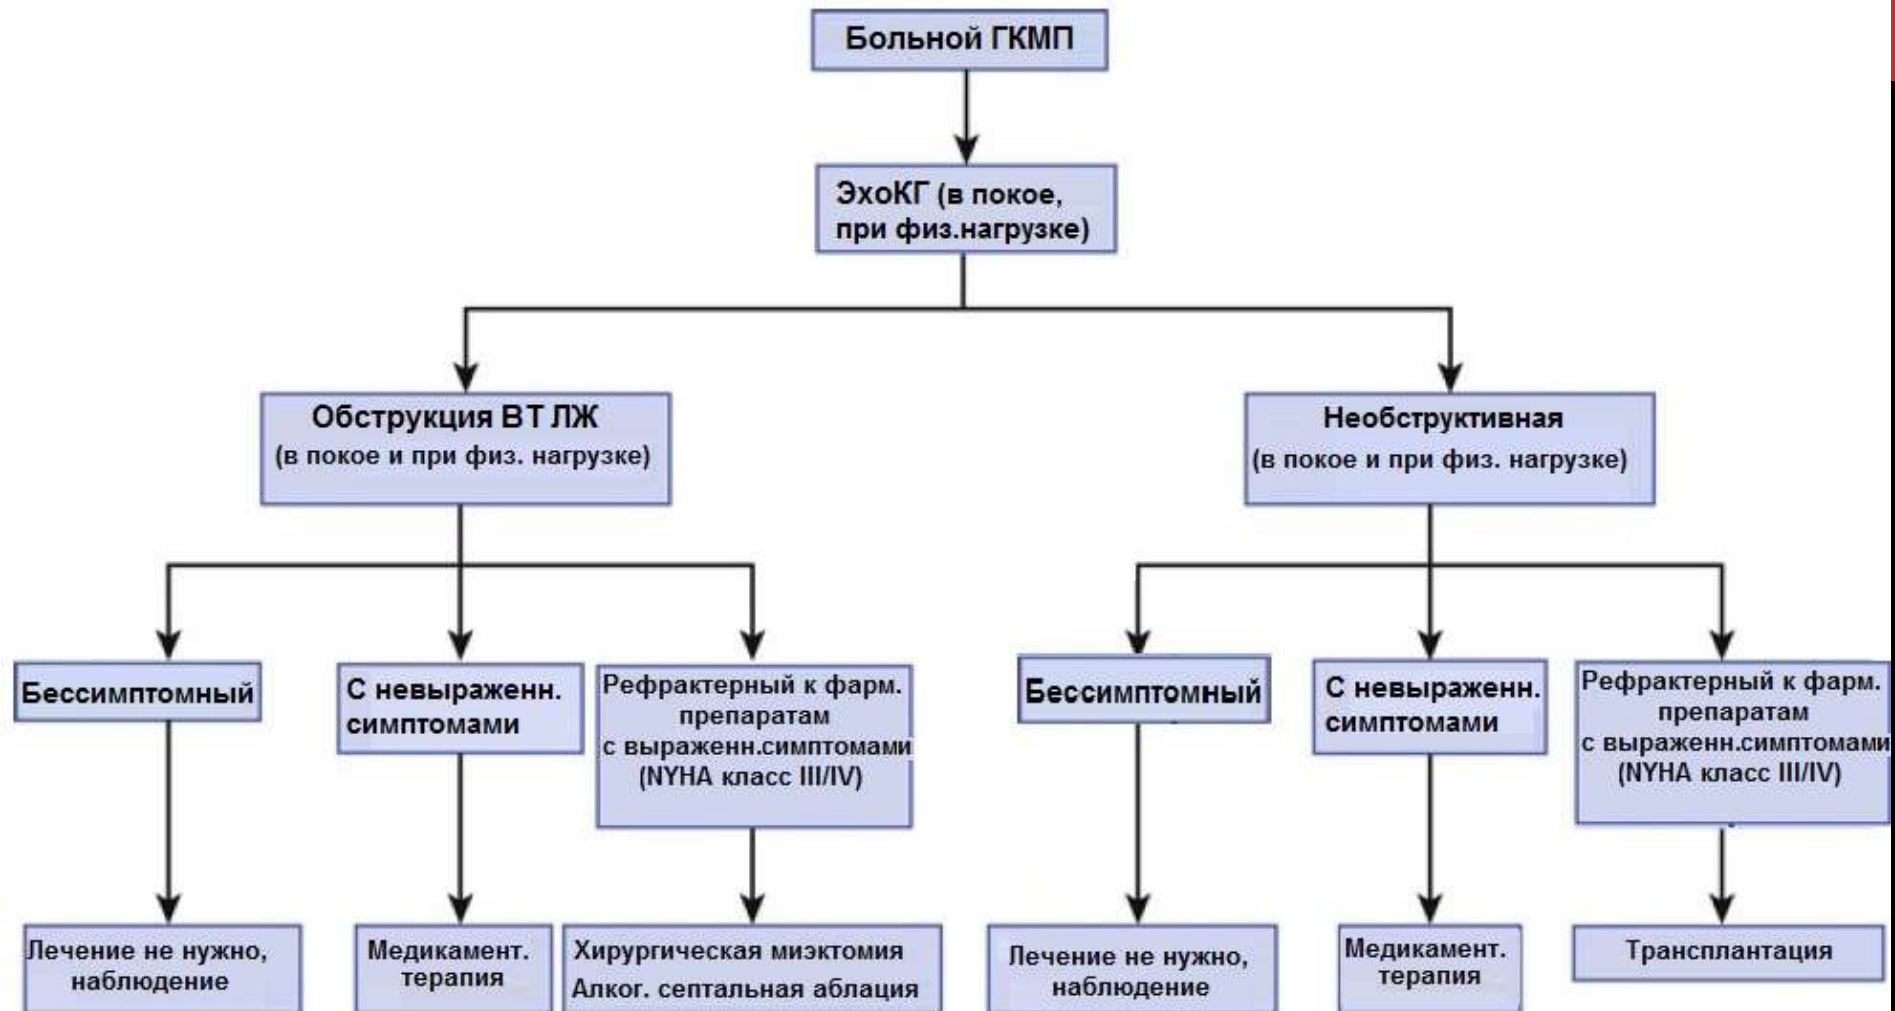 Больной ГКМП
ЭхоКГ (в покое,
при физ.нагрузке)
Обструкция ВТ ЛЖ
(в покое и при физ. нагрузке)
Необструктивная
(в покое и при физ. нагрузке)
Бессимптомный
С невыраженн.
симптомами
Рефрактерный к фарм.
препаратам
с выраженн.симптомами
(NYHA класс III/IV)
Бессимптомный
С невыраженн.
симптомами
Рефрактерный к фарм.
препаратам
с выраженн.симптомами
(NYHA класс III/IV)
Лечение не нужно,
наблюдение
Медикамент.
терапия
Хирургическая миэктомия
Алког. септальная аблация
Лечение не нужно,
наблюдение
Медикамент.
терапия
Трансплантация